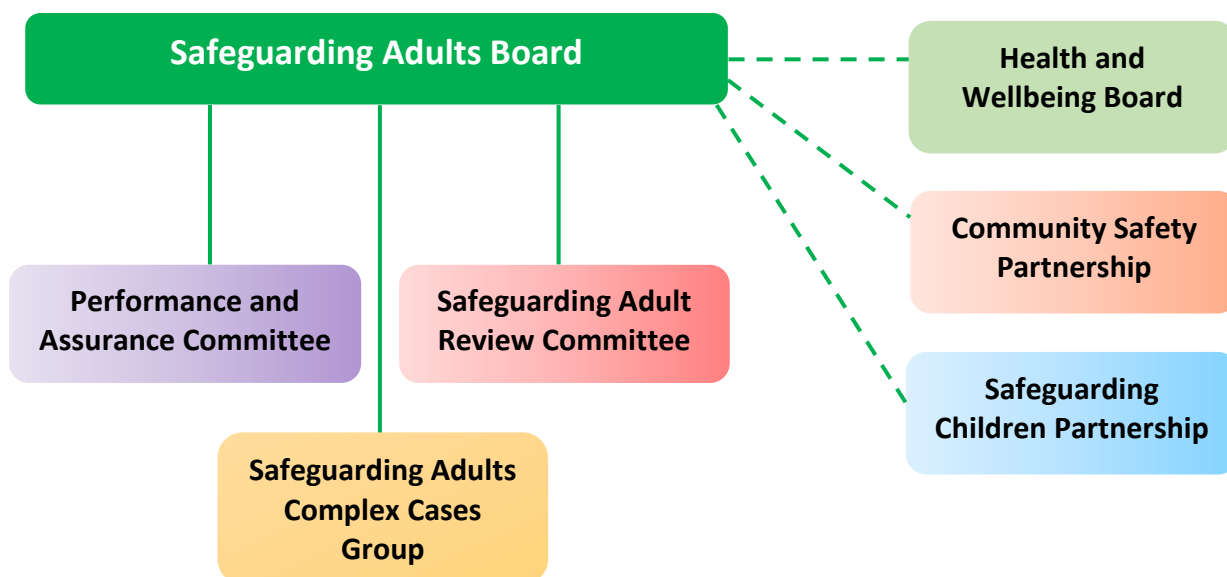 Safeguarding Adults Board
Health and
Wellbeing Board
Community Safety
Partnership
Performance and
Assurance Committee
Safeguarding Adult
Review Committee
Safeguarding
Children Partnership
Safeguarding Adults
Complex Cases
Group